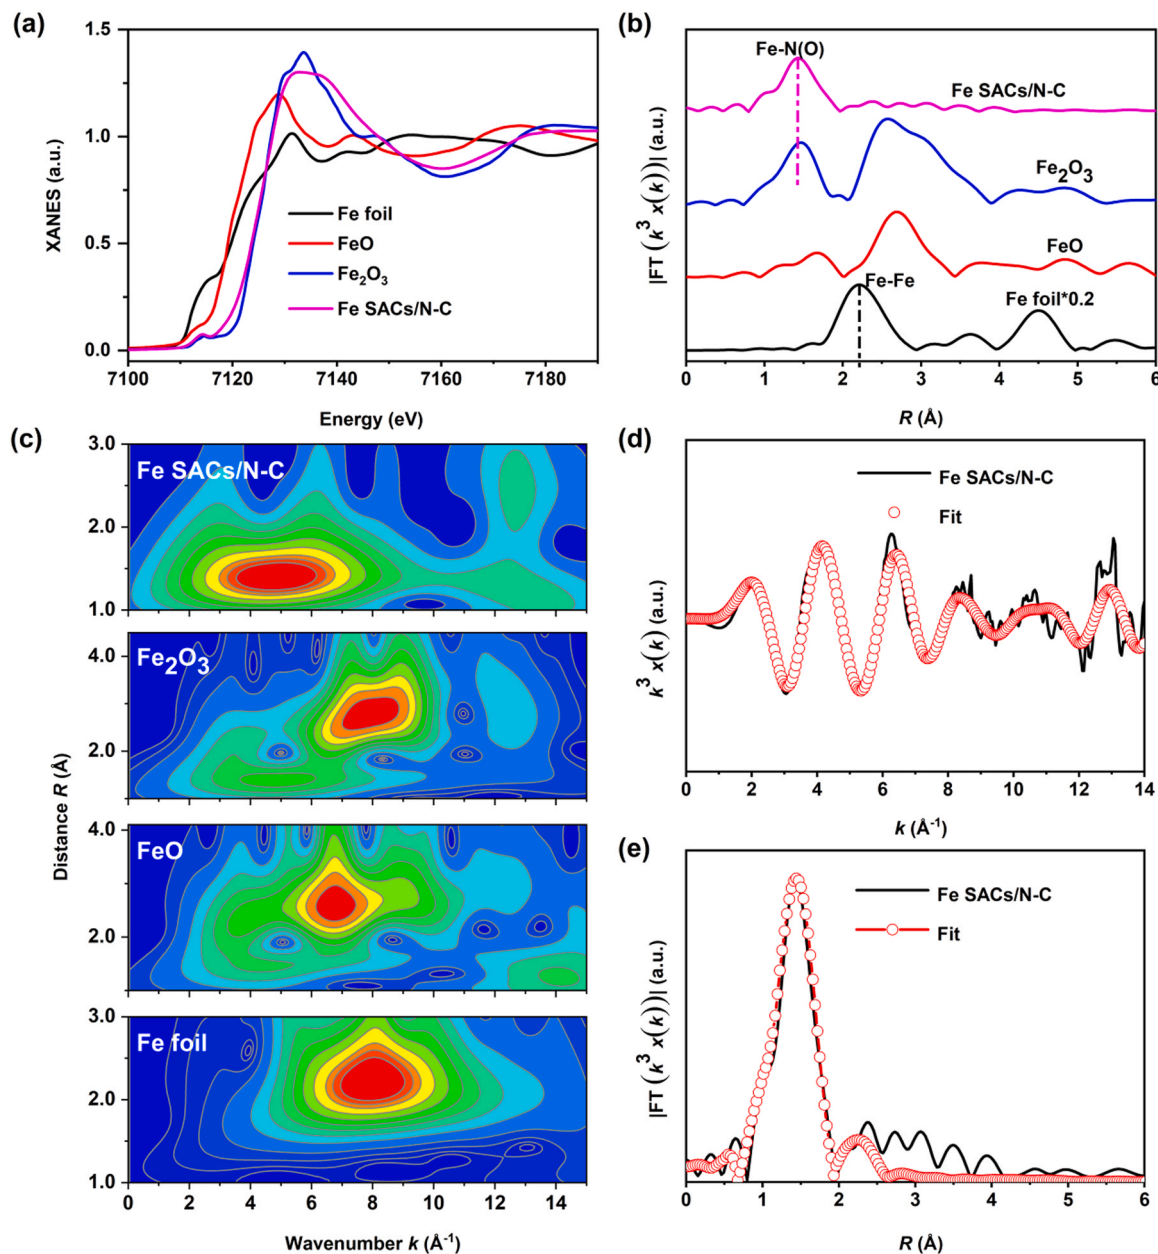 (a)
1.5
1.0
0.5
0.0
XANES (a.u.)
Fe foil
FeO
Fe₂O₃
Fe SACs/N-C
7100 7120 7140 7160 7180
Energy (eV)
(b)
Fe-N(O)
Fe SACs/N-C
Fe₂O₃
FeO
Fe-Fe
Fe foil*0.2
|FT (k³ x(k))| (a.u.)
0 1 2 3 4 5 6
R (Å)
(c)
Fe SACs/N-C
3.0
2.0
1.0
Fe₂O₃
4.0
2.0
FeO
4.0
2.0
Fe foil
3.0
2.0
1.0
Distance R (Å)
0 2 4 6 8 10 12 14
Wavenumber k (Å⁻¹)
(d)
Fe SACs/N-C
Fit
k³ x(k) (a.u.)
0 2 4 6 8 10 12 14
k (Å⁻¹)
(e)
Fe SACs/N-C
Fit
|FT (k³ x(k))| (a.u.)
0 1 2 3 4 5 6
R (Å)